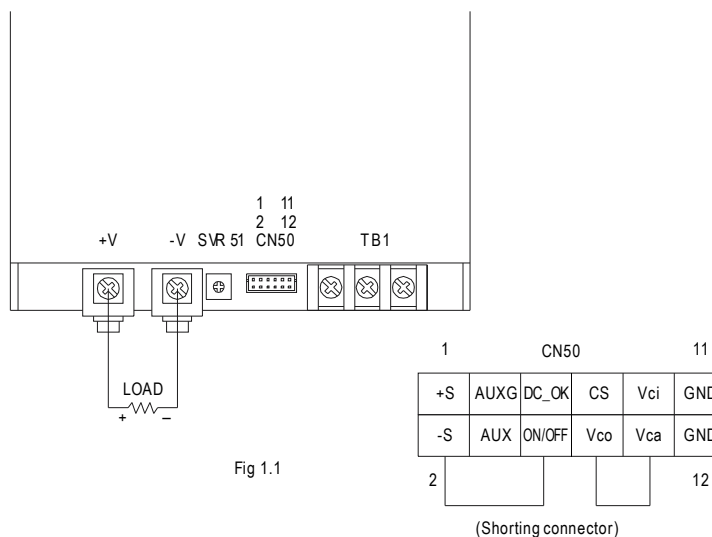 1 11
2 12
+V -V SVR 51 CN50 TB1
LOAD
+ –
Fig 1.1
1 CN50 11
+S AUXG DC_OK CS Vci GND
-S AUX ON/OFF Vco Vca GND
2 12
(Shorting connector)